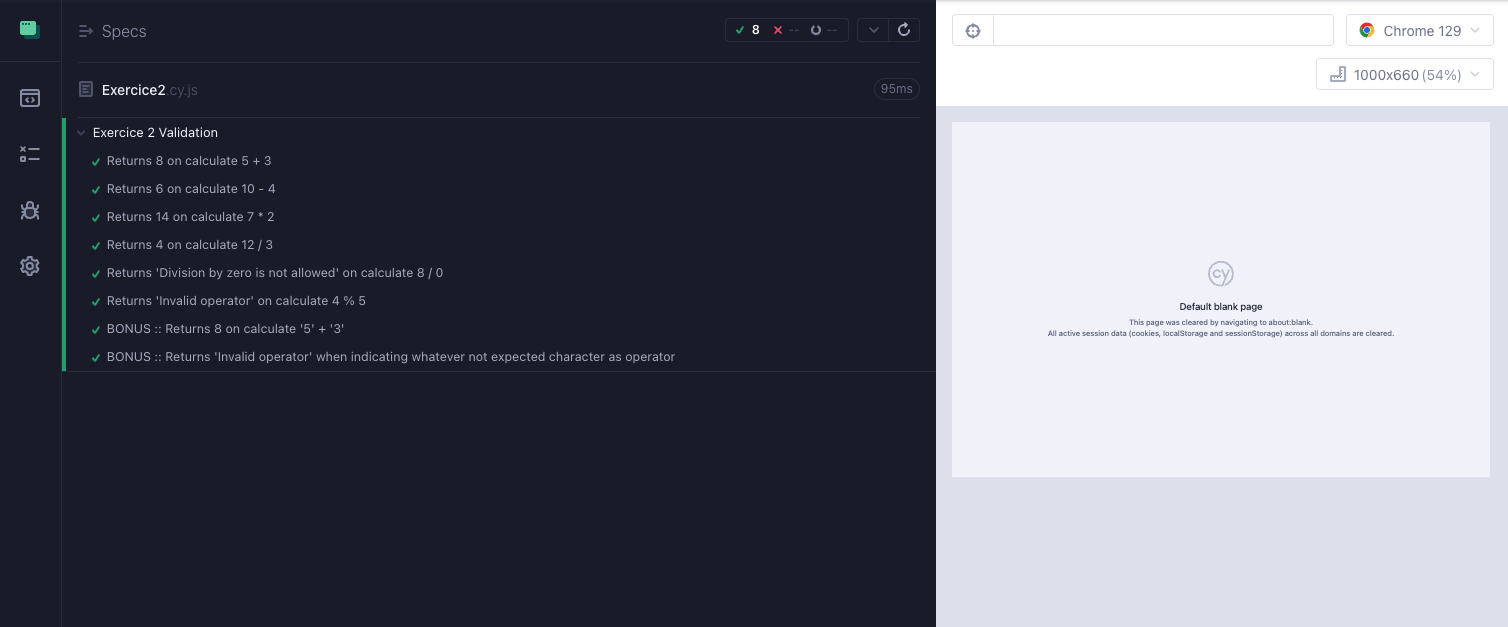 Specs
8 -- --
Exercice2.cy.js
95ms
Exercice 2 Validation
Returns 8 on calculate 5 + 3
Returns 6 on calculate 10 - 4
Returns 14 on calculate 7 * 2
Returns 4 on calculate 12 / 3
Returns 'Division by zero is not allowed' on calculate 8 / 0
Returns 'Invalid operator' on calculate 4 % 5
BONUS :: Returns 8 on calculate '5' + '3'
BONUS :: Returns 'Invalid operator' when indicating whatever not expected character as operator
Chrome 129
1000x660 (54%)
cy
Default blank page
This page was cleared by navigating to about:blank.
All active session data (cookies, localStorage and sessionStorage) across all domains are cleared.